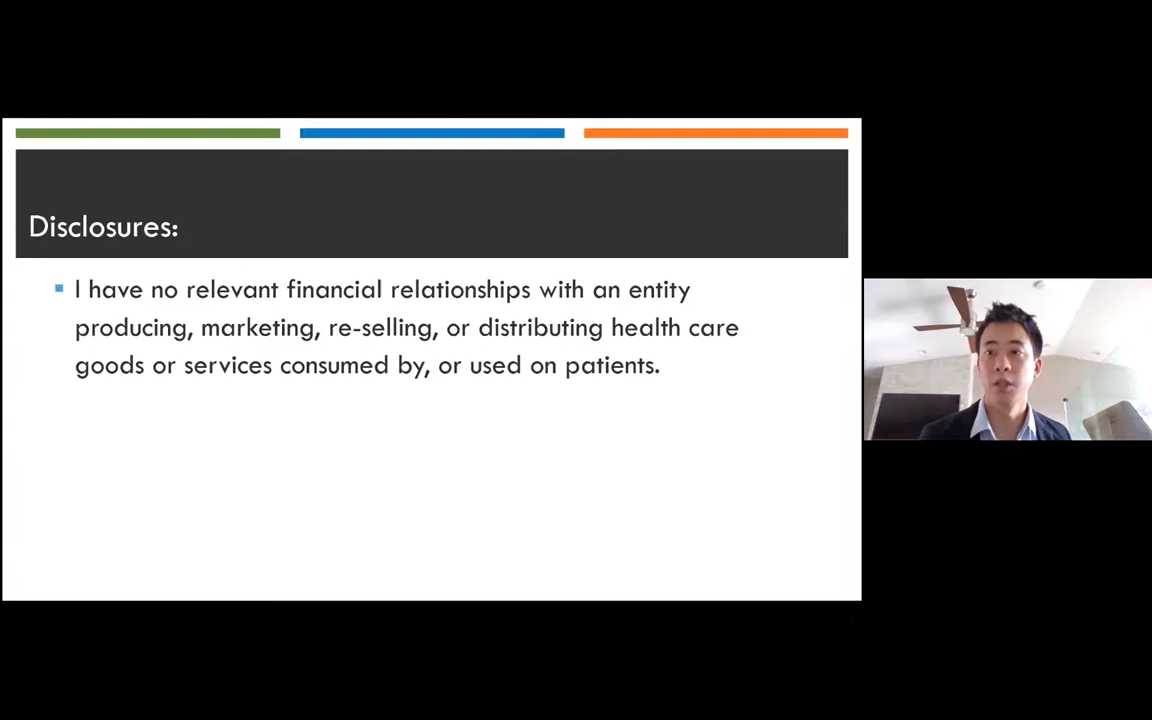 Disclosures:
I have no relevant financial relationships with an entity
producing, marketing, re-selling, or distributing health care
goods or services consumed by, or used on patients.